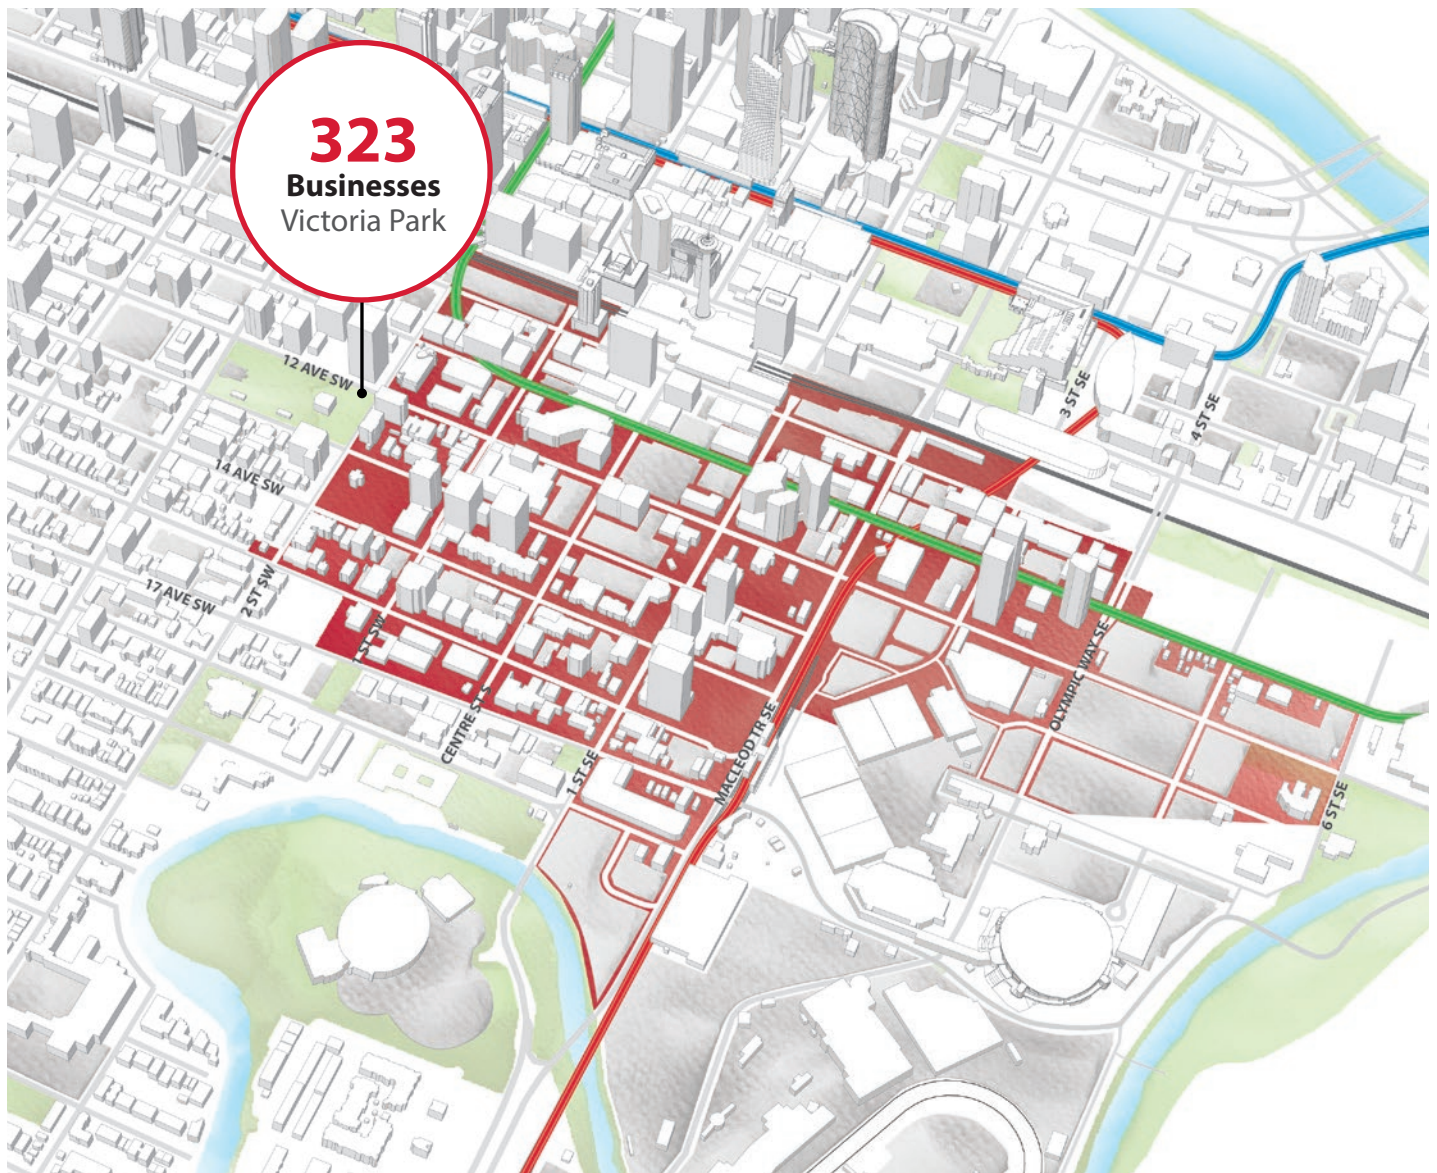 323
Businesses
Victoria Park
12 AVE SW
14 AVE SW
17 AVE SW
2 ST SW
1 ST SW
CENTRE ST S
1 ST SE
MACLEOD TR SE
OLYMPIC WAY SE
3 ST SE
4 ST SE
6 ST SE